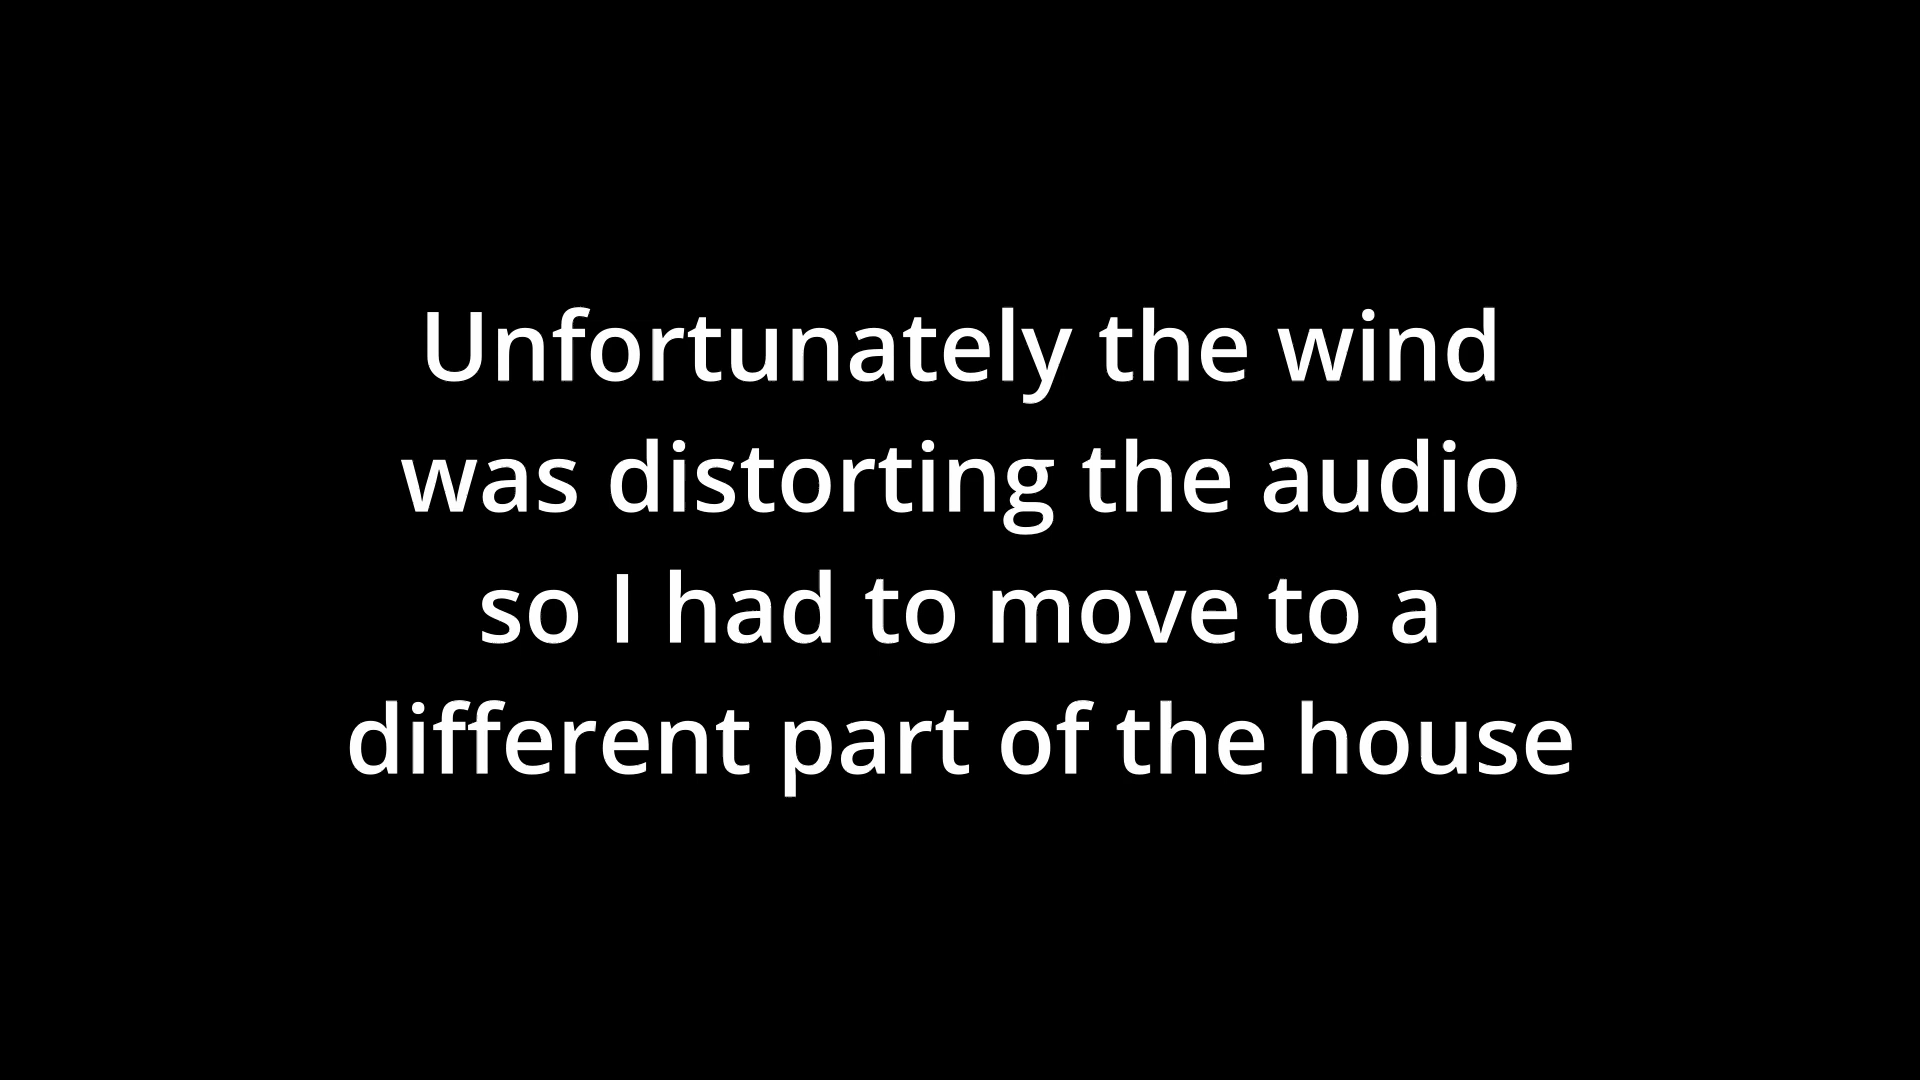 Unfortunately the wind
was distorting the audio
so I had to move to a
different part of the house